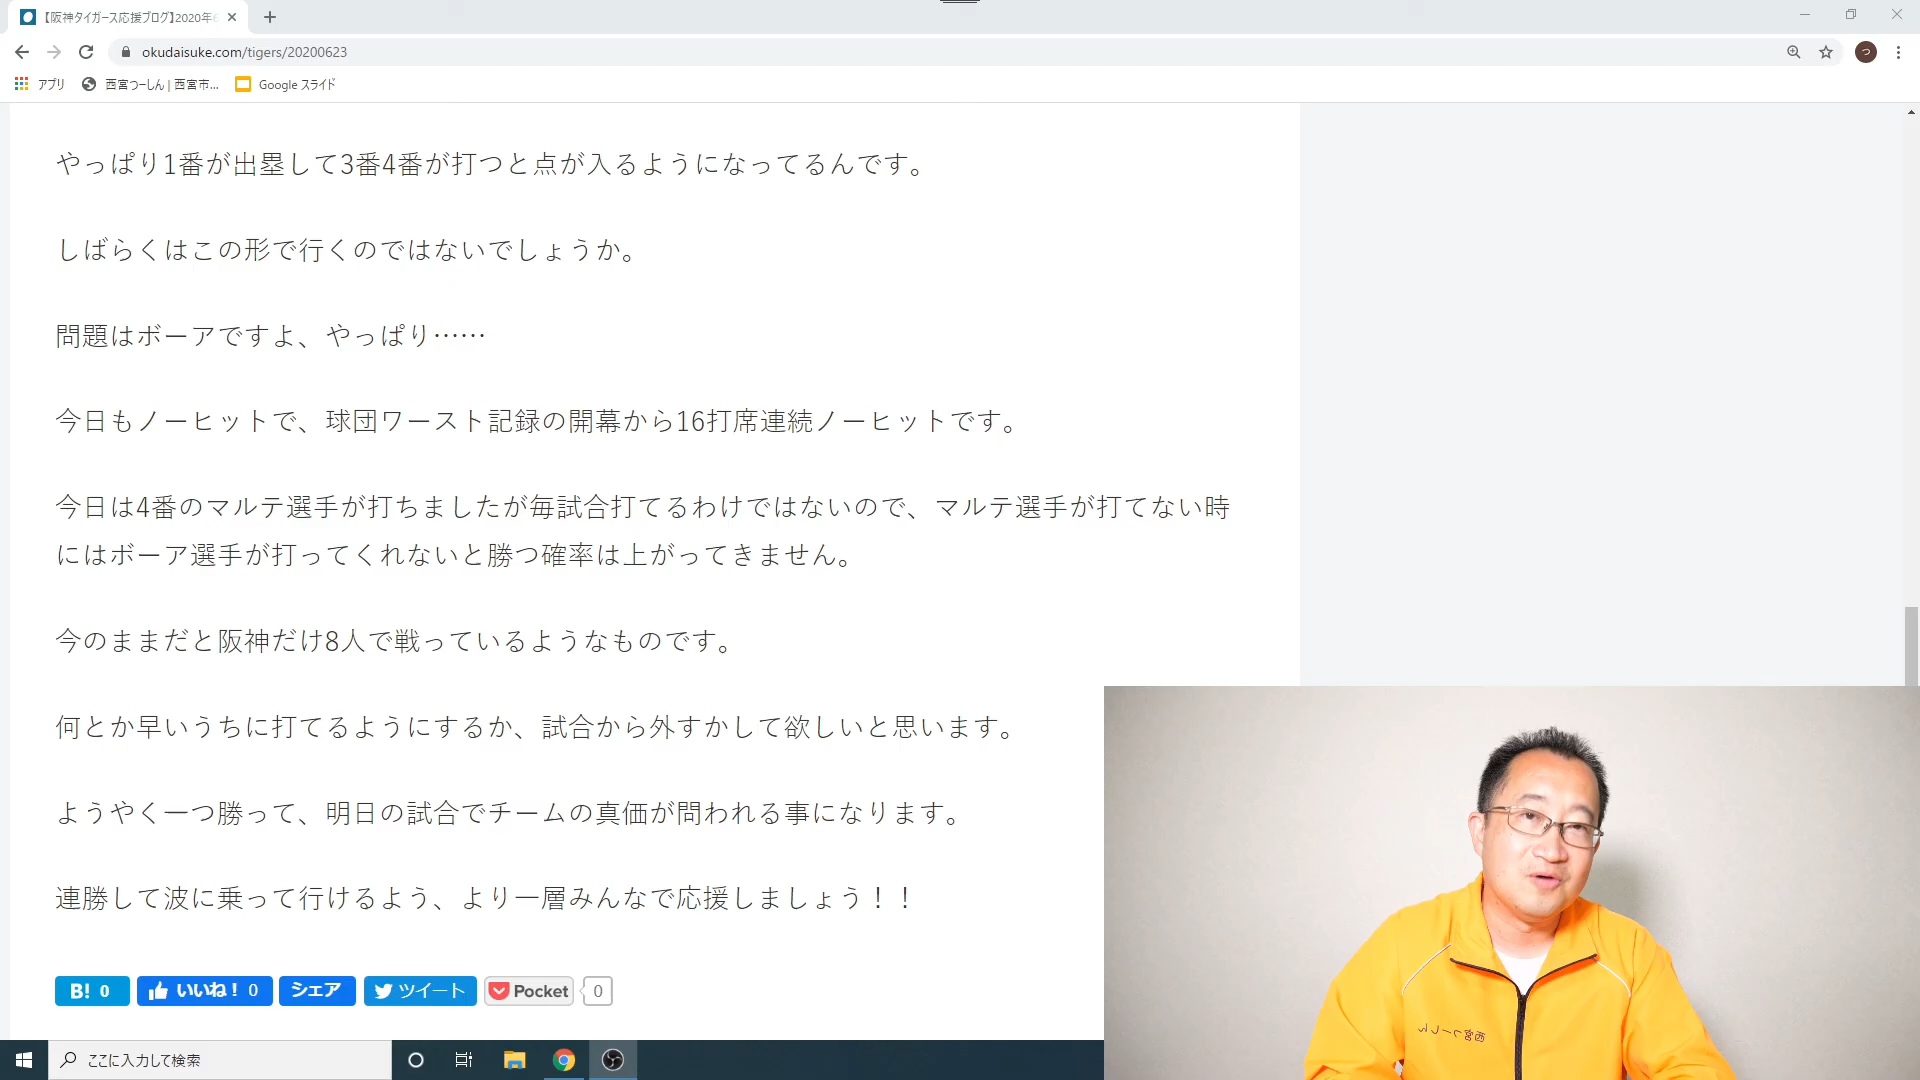 【阪神タイガース応援ブログ】2020年6
okudaisuke.com/tigers/20200623
つ
アプリ
西宮つーしん | 西宮市...
Google スライド
やっぱり1番が出塁して3番4番が打つと点が入るようになってるんです。
しばらくはこの形で行くのではないでしょうか。
問題はボーアですよ、やっぱり……
今日もノーヒットで、球団ワースト記録の開幕から16打席連続ノーヒットです。
今日は4番のマルテ選手が打ちましたが毎試合打てるわけではないので、マルテ選手が打てない時
にはボーア選手が打ってくれないと勝つ確率は上がってきません。
今のままだと阪神だけ8人で戦っているようなものです。
何とか早いうちに打てるようにするか、試合から外すかして欲しいと思います。
ようやく一つ勝って、明日の試合でチームの真価が問われる事になります。
連勝して波に乗って行けるよう、より一層みんなで応援しましょう！！
B! 0
いいね！ 0
シェア
ツイート
Pocket
0
西宮つーしん
ここに入力して検索